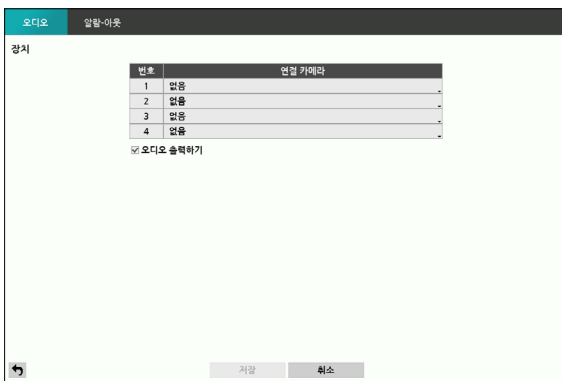 오디오 알람-아웃
장치
번호 연결 카메라
1 없음
2 없음
3 없음
4 없음
오디오 출력하기
저장 취소